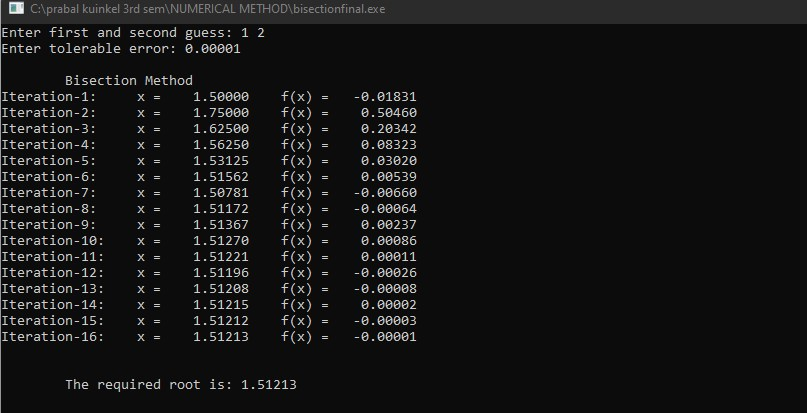 C:\prabal kuinkel 3rd sem\NUMERICAL METHOD\bisectionfinal.exe
Enter first and second guess: 1 2
Enter tolerable error: 0.00001
Bisection Method
Iteration-1: x = 1.50000 f(x) = -0.01831
Iteration-2: x = 1.75000 f(x) = 0.50460
Iteration-3: x = 1.62500 f(x) = 0.20342
Iteration-4: x = 1.56250 f(x) = 0.08323
Iteration-5: x = 1.53125 f(x) = 0.03020
Iteration-6: x = 1.51562 f(x) = 0.00539
Iteration-7: x = 1.50781 f(x) = -0.00660
Iteration-8: x = 1.51172 f(x) = -0.00064
Iteration-9: x = 1.51367 f(x) = 0.00237
Iteration-10: x = 1.51270 f(x) = 0.00086
Iteration-11: x = 1.51221 f(x) = 0.00011
Iteration-12: x = 1.51196 f(x) = -0.00026
Iteration-13: x = 1.51208 f(x) = -0.00008
Iteration-14: x = 1.51215 f(x) = 0.00002
Iteration-15: x = 1.51212 f(x) = -0.00003
Iteration-16: x = 1.51213 f(x) = -0.00001
The required root is: 1.51213